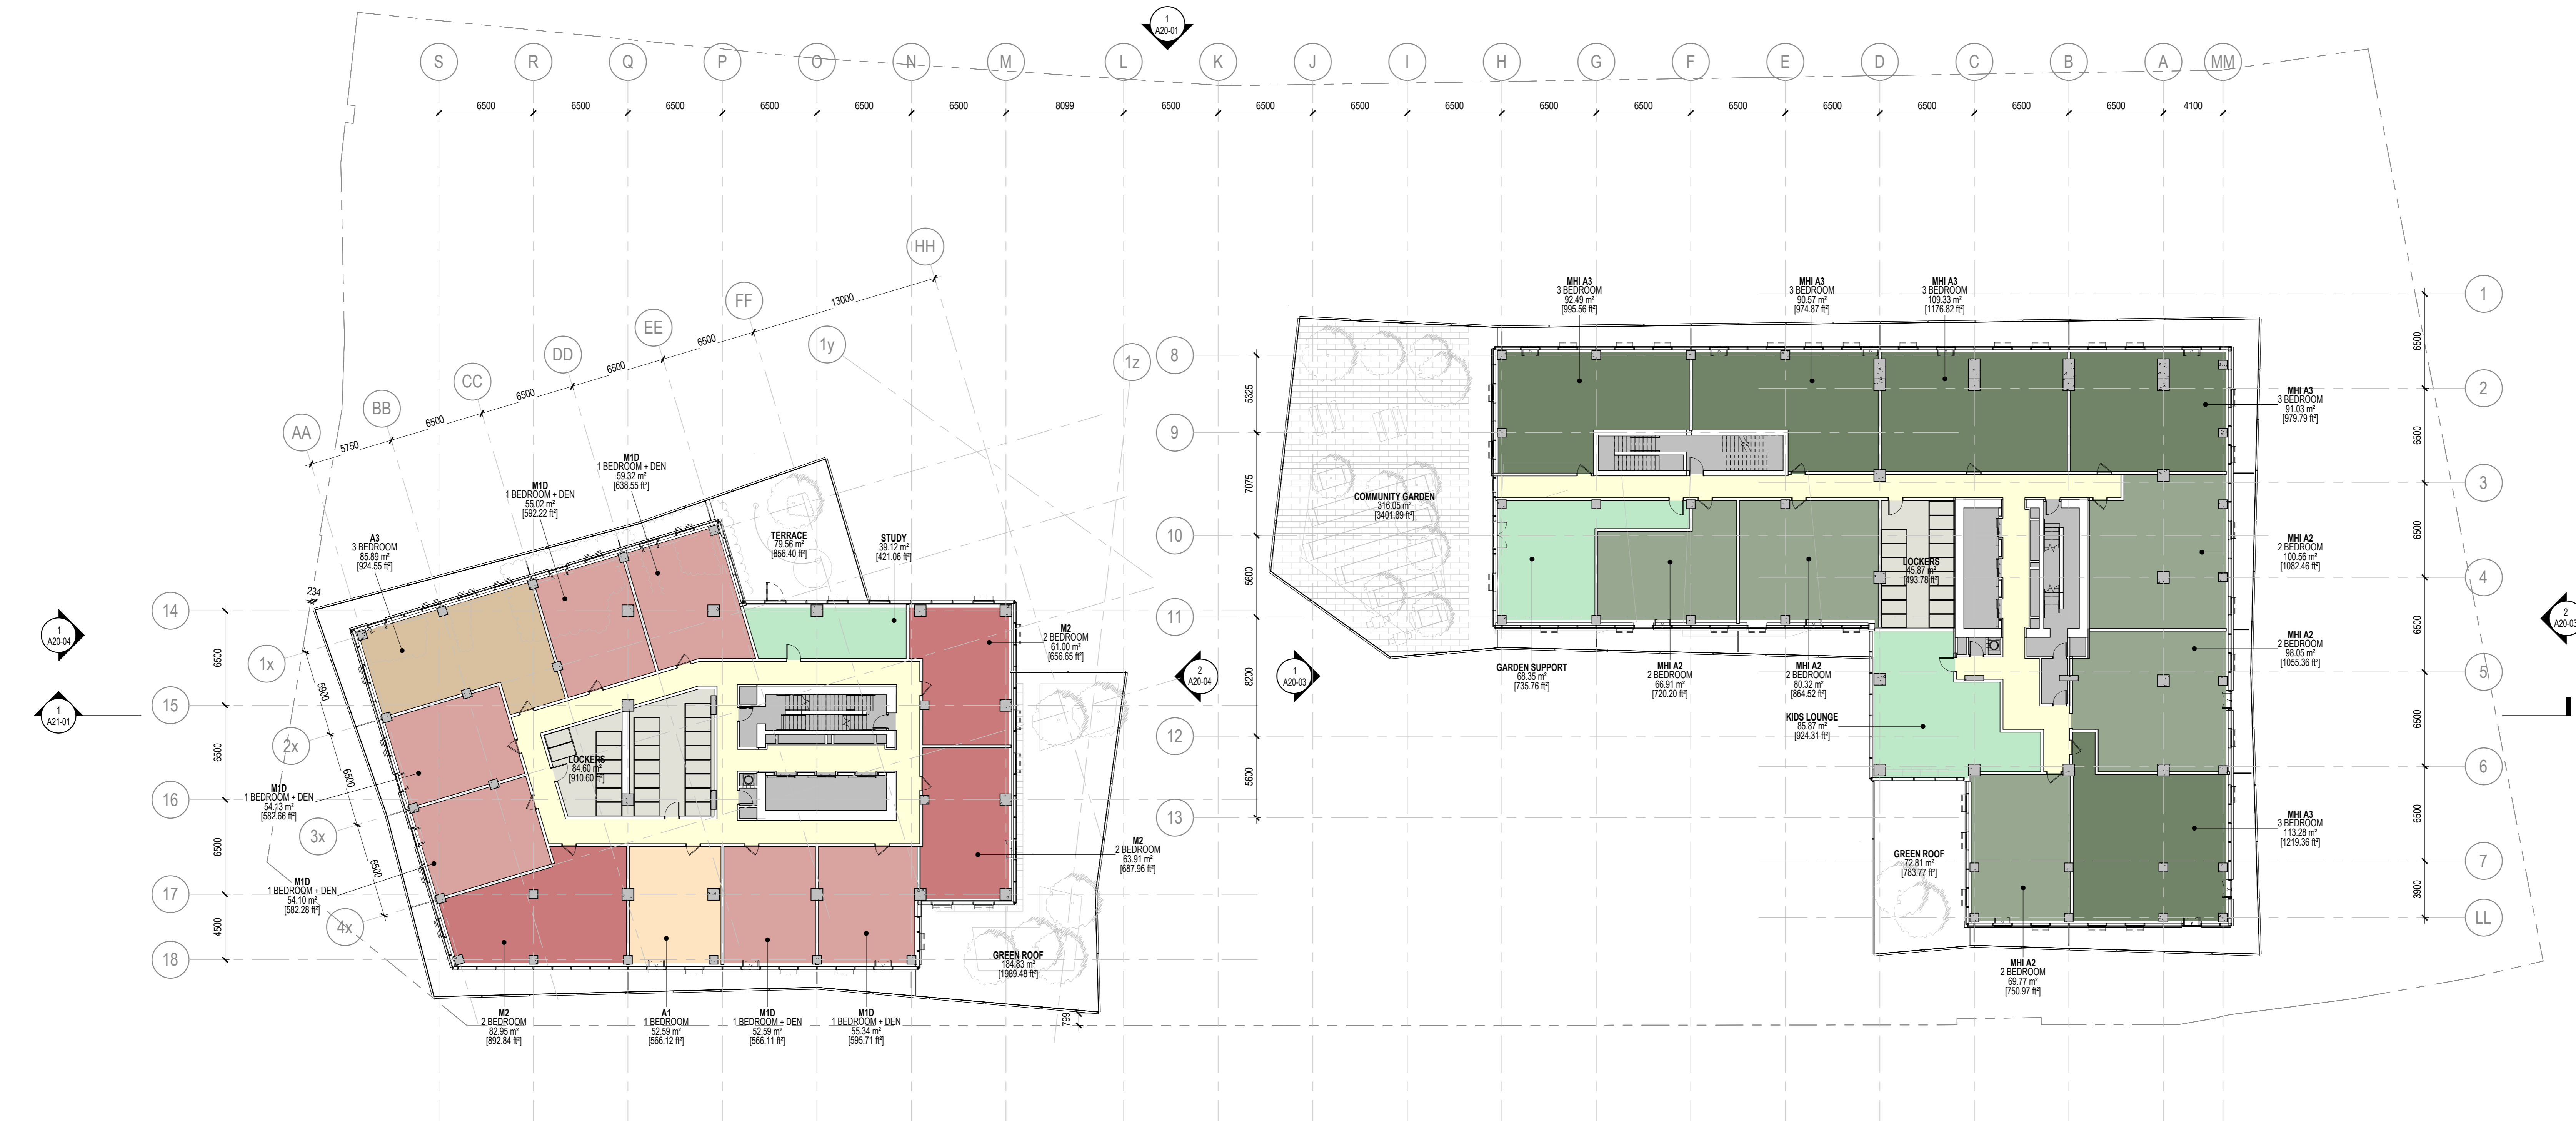 1
A20-01
S R Q P O N M L K J I H G F E D C B A MM
6500 6500 6500 6500 6500 6500 8099 6500 6500 6500 6500 6500 6500 6500 6500 6500 6500 6500 4100
HH
13000
FF
6500
EE
6500
DD
6500
CC
6500
BB
5750
AA
1y
1z
M1D
1 BEDROOM + DEN
59.32 m²
[638.55 ft²]
M1D
1 BEDROOM + DEN
55.02 m²
[592.22 ft²]
A3
3 BEDROOM
85.89 m²
[924.55 ft²]
TERRACE
79.56 m²
[856.40 ft²]
STUDY
39.12 m²
[421.06 ft²]
234
14
15
16
17
18
6500
6500
6500
4500
1
A20-04
1
A21-01
1x
2x
3x
4x
5900
6500
6500
M2
2 BEDROOM
61.00 m²
[656.65 ft²]
LOCKERS
84.60 m²
[910.60 ft²]
M1D
1 BEDROOM + DEN
54.13 m²
[582.66 ft²]
M1D
1 BEDROOM + DEN
54.10 m²
[582.28 ft²]
M2
2 BEDROOM
63.91 m²
[687.96 ft²]
GREEN ROOF
184.83 m²
[1989.48 ft²]
M2
2 BEDROOM
82.95 m²
[892.84 ft²]
A1
1 BEDROOM
52.59 m²
[566.12 ft²]
M1D
1 BEDROOM + DEN
52.59 m²
[566.11 ft²]
M1D
1 BEDROOM + DEN
55.34 m²
[595.71 ft²]
799
2
A20-04
1
A20-03
8
9
10
11
12
13
5325
7075
5600
8200
5600
MHI A3
3 BEDROOM
92.49 m²
[995.56 ft²]
MHI A3
3 BEDROOM
90.57 m²
[974.87 ft²]
MHI A3
3 BEDROOM
109.33 m²
[1176.82 ft²]
MHI A3
3 BEDROOM
91.03 m²
[979.79 ft²]
COMMUNITY GARDEN
316.05 m²
[3401.89 ft²]
LOCKERS
45.87 m²
[493.78 ft²]
MHI A2
2 BEDROOM
100.56 m²
[1082.46 ft²]
MHI A2
2 BEDROOM
98.05 m²
[1055.36 ft²]
GARDEN SUPPORT
68.35 m²
[735.76 ft²]
MHI A2
2 BEDROOM
66.91 m²
[720.20 ft²]
MHI A2
2 BEDROOM
80.32 m²
[864.52 ft²]
KIDS LOUNGE
85.87 m²
[924.31 ft²]
MHI A3
3 BEDROOM
113.28 m²
[1219.36 ft²]
GREEN ROOF
72.81 m²
[783.77 ft²]
MHI A2
2 BEDROOM
69.77 m²
[750.97 ft²]
1
2
3
4
5
6
7
LL
6500
6500
6500
6500
6500
6500
3900
2
A20-03